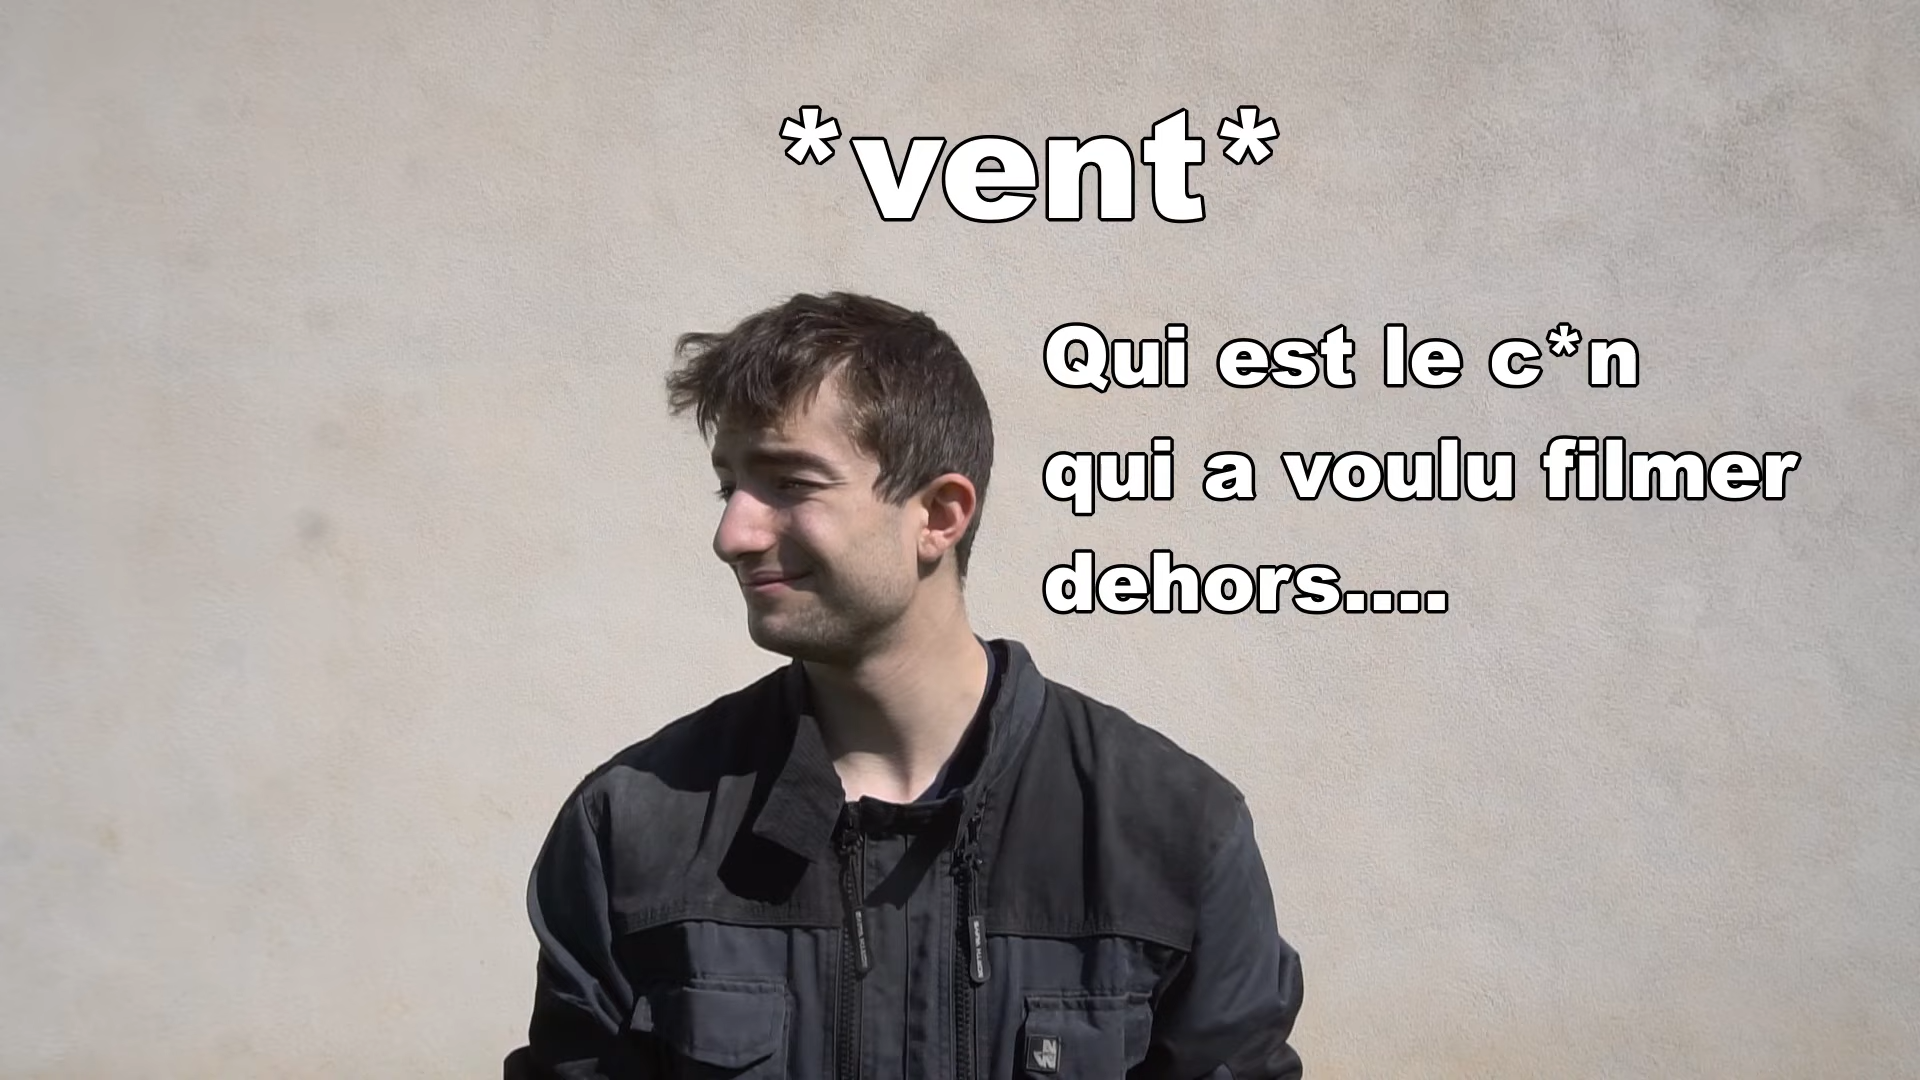 *vent*
Qui est le c*n
qui a voulu filmer
dehors....